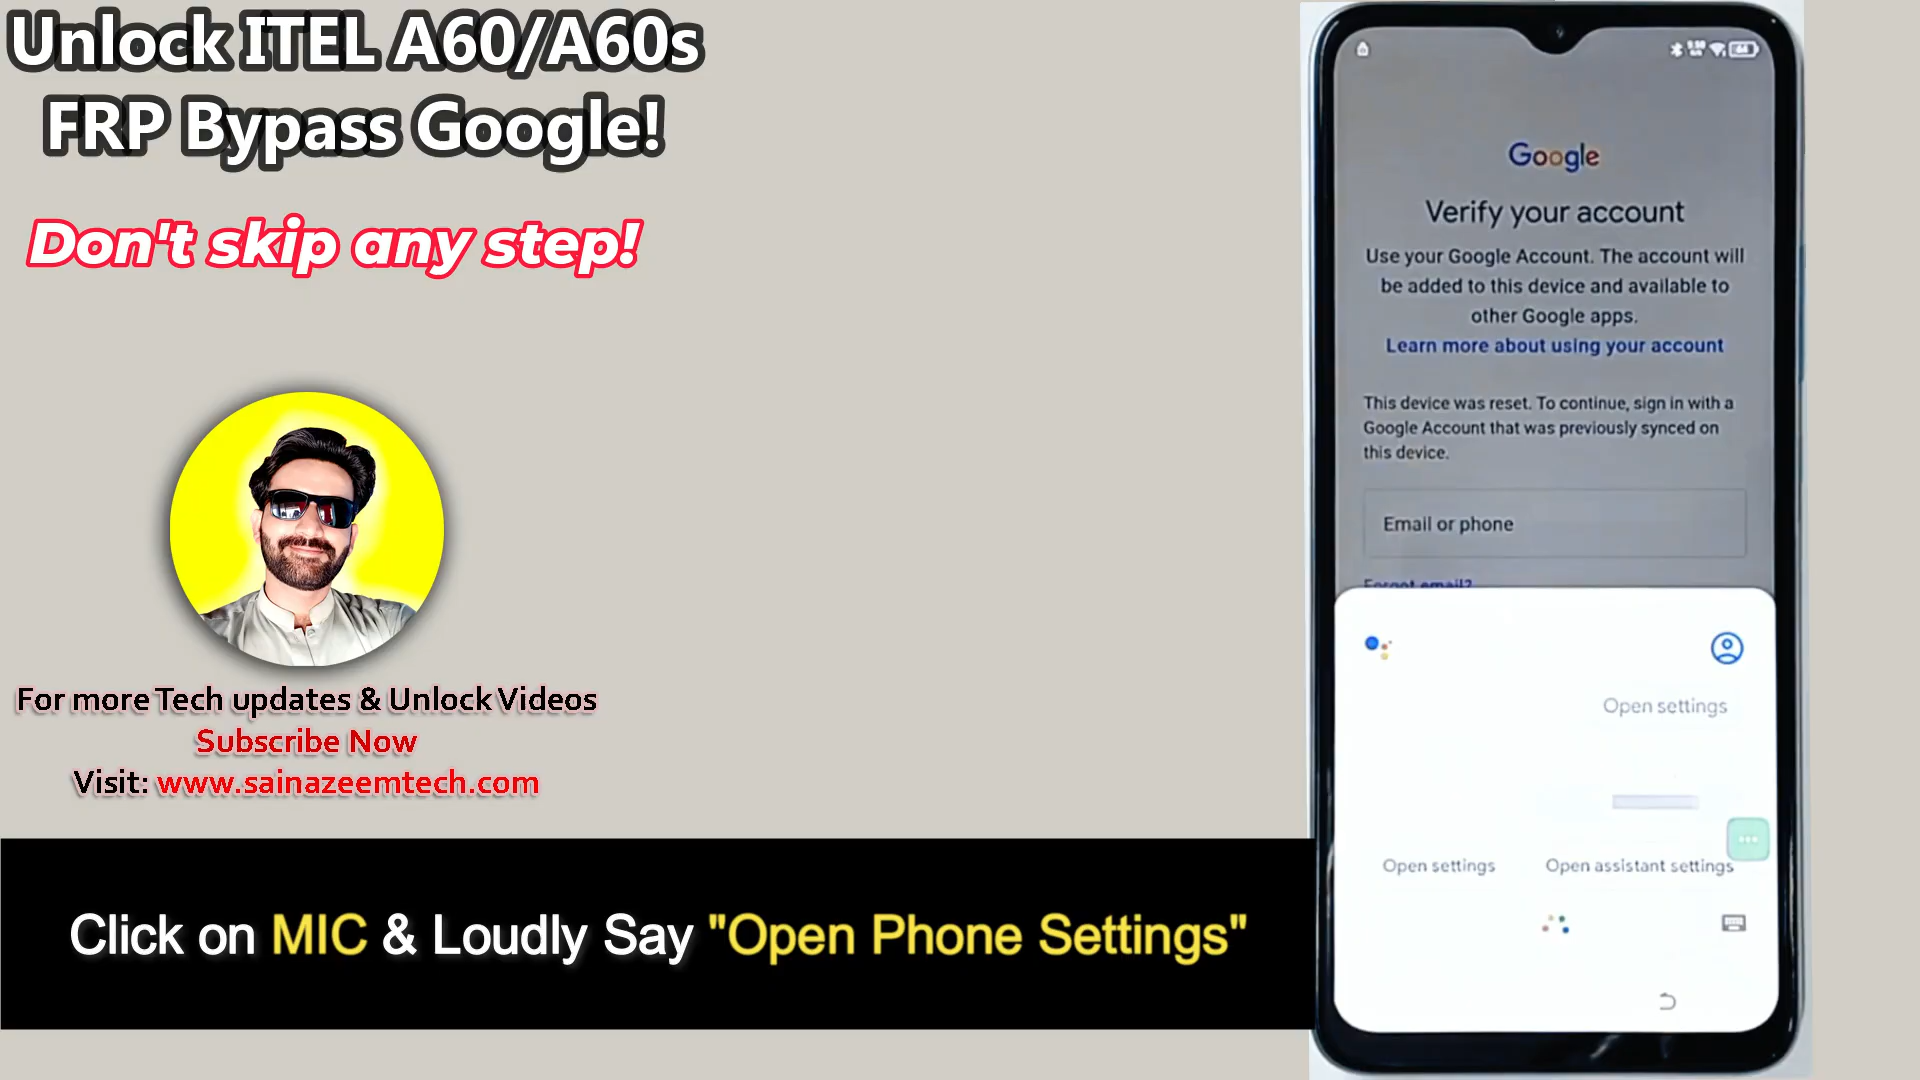 Unlock ITEL A60/A60s
FRP Bypass Google!
Don't skip any step!
For more Tech updates & Unlock Videos
Subscribe Now
Visit: www.sainazeemtech.com
Click on MIC & Loudly Say "Open Phone Settings"
Google
Verify your account
Use your Google Account. The account will
be added to this device and available to
other Google apps.
Learn more about using your account
This device was reset. To continue, sign in with a
Google Account that was previously synced on
this device.
Email or phone
Forgot email?
Open settings
Open settings
Open assistant settings